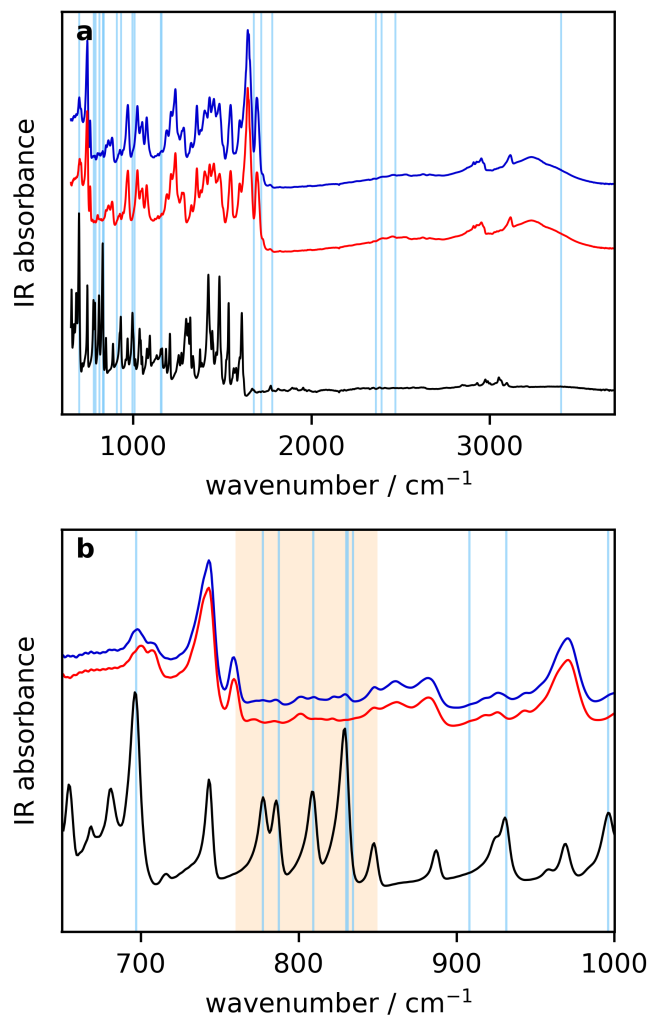 a
IR absorbance
1000 2000 3000
wavenumber / cm⁻¹
b
IR absorbance
700 800 900 1000
wavenumber / cm⁻¹